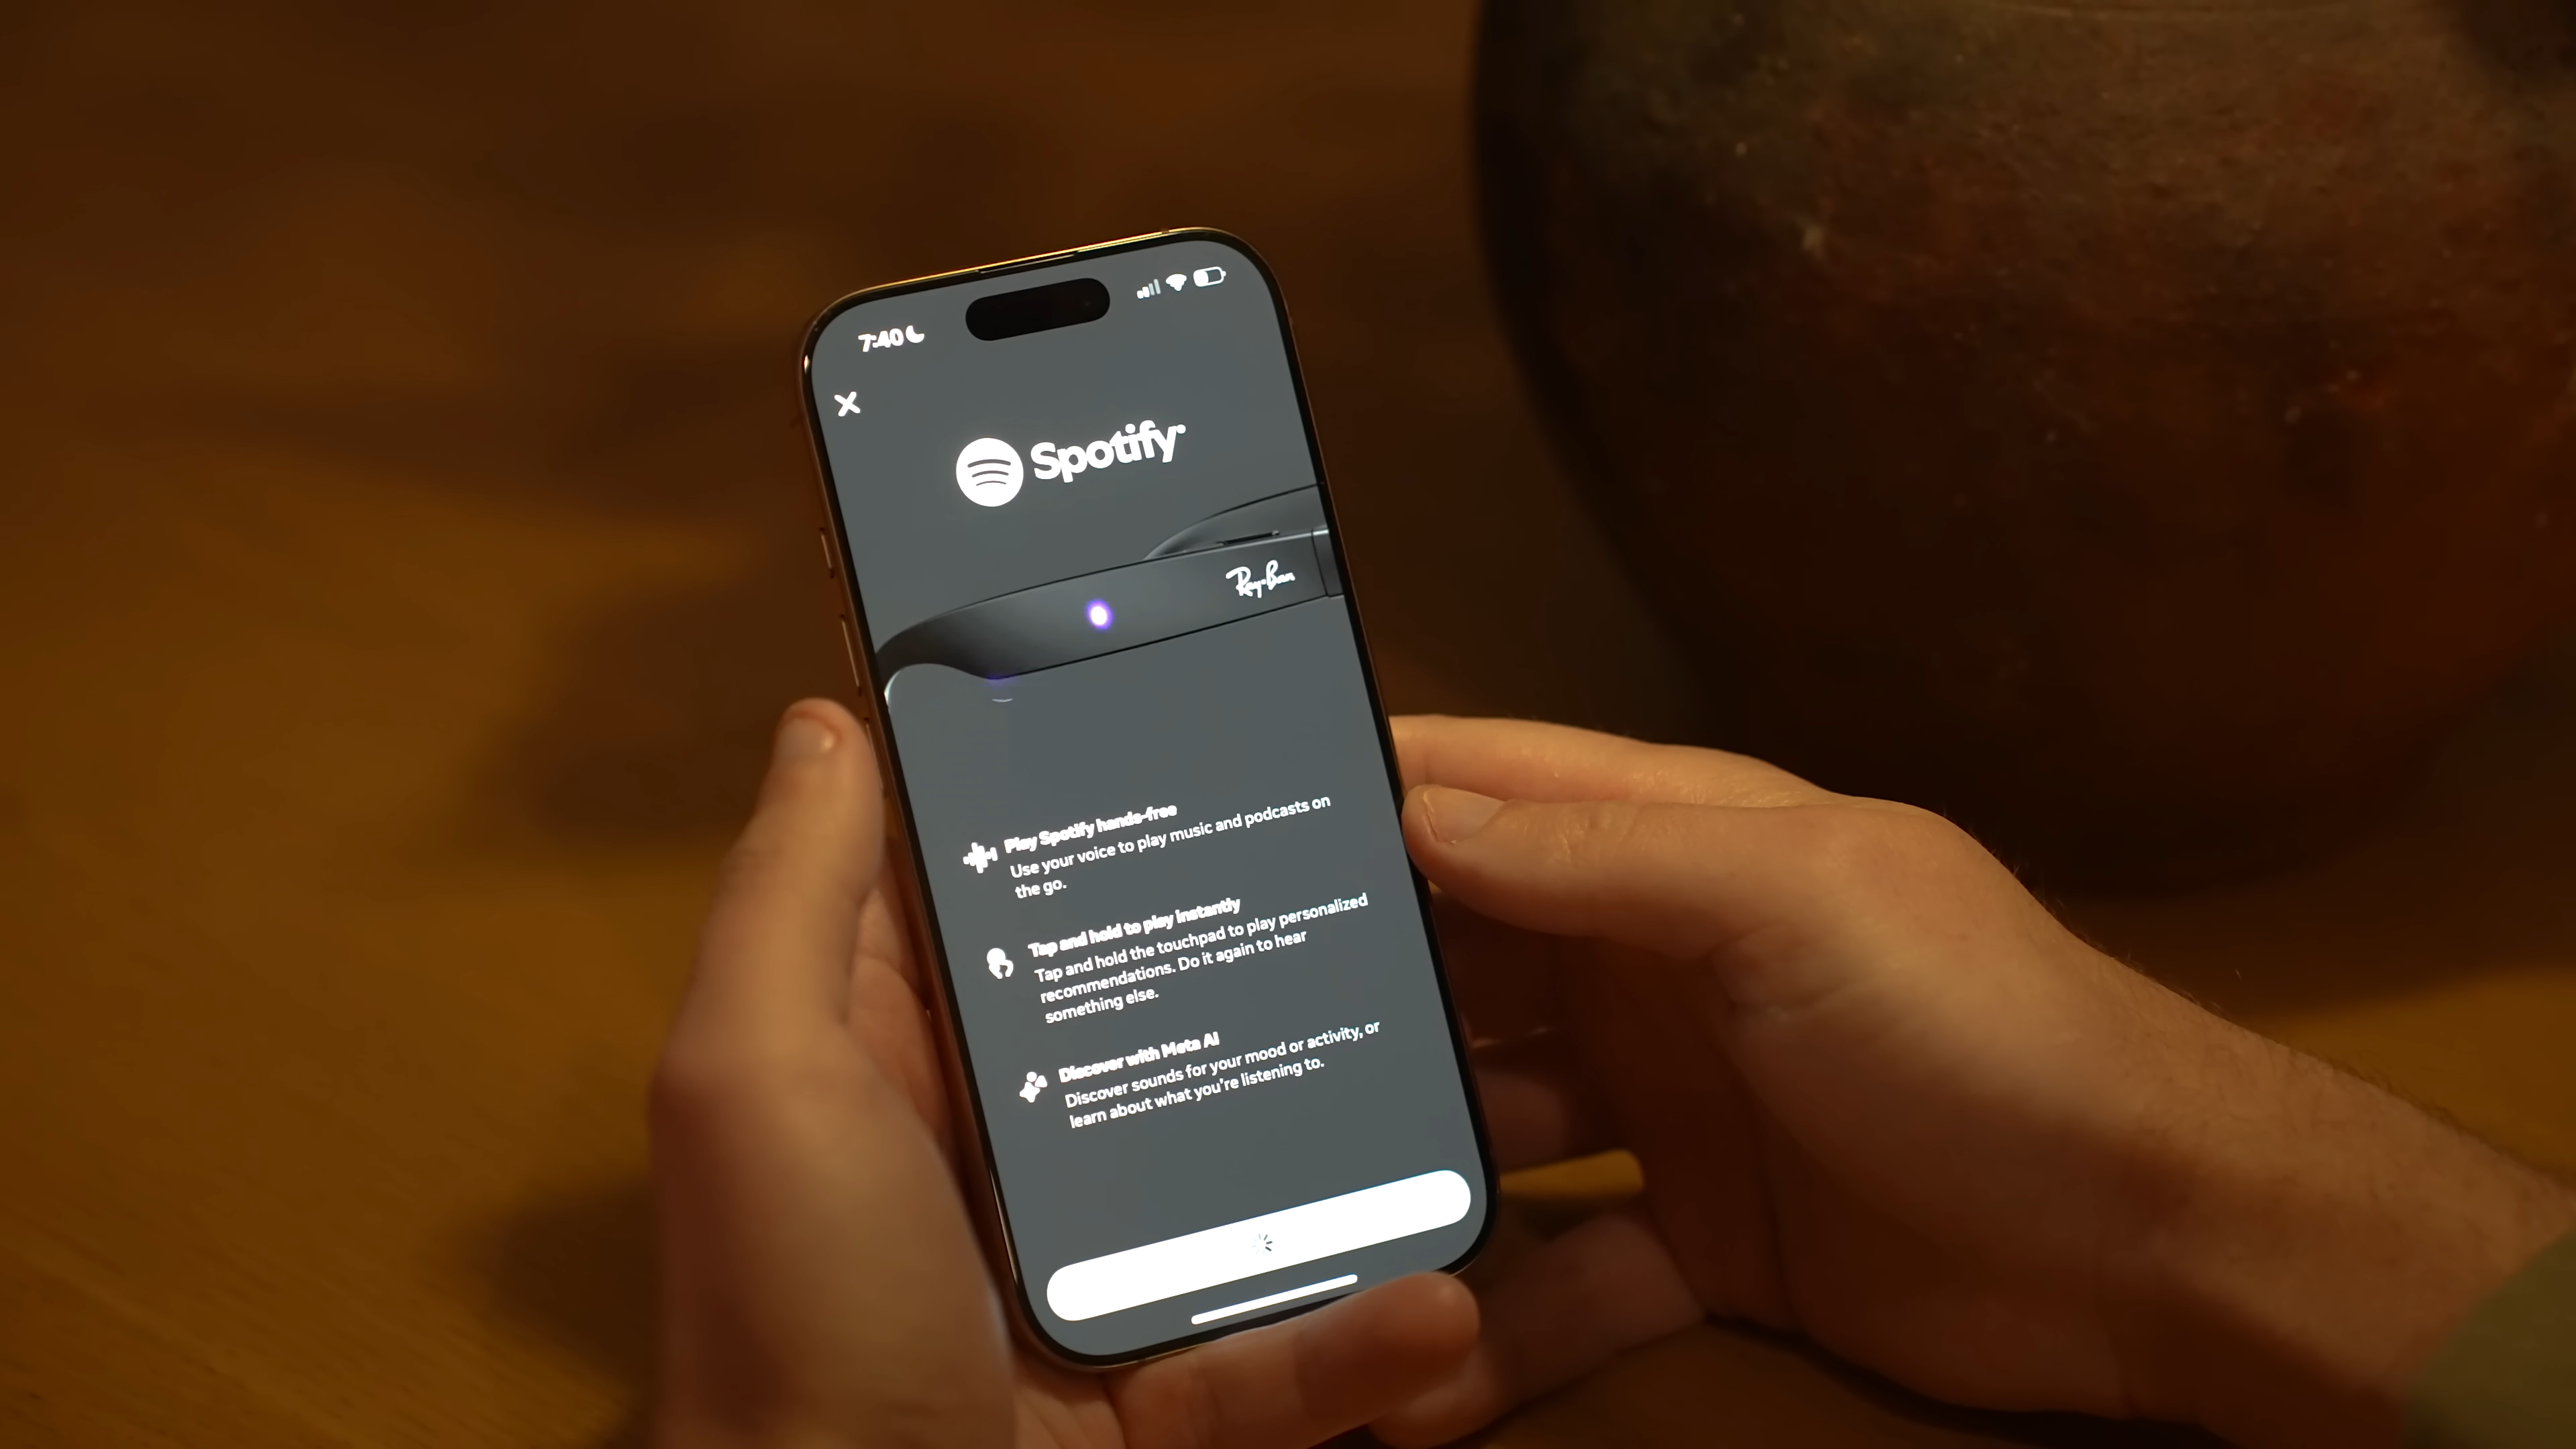 7:40
Spotify
Ray-Ban
Play Spotify hands-free
Use your voice to play music and podcasts on
the go.
Tap and hold to play instantly
Tap and hold the touchpad to play personalized
recommendations. Do it again to hear
something else.
Discover with Meta AI
Discover sounds for your mood or activity, or
learn about what you're listening to.